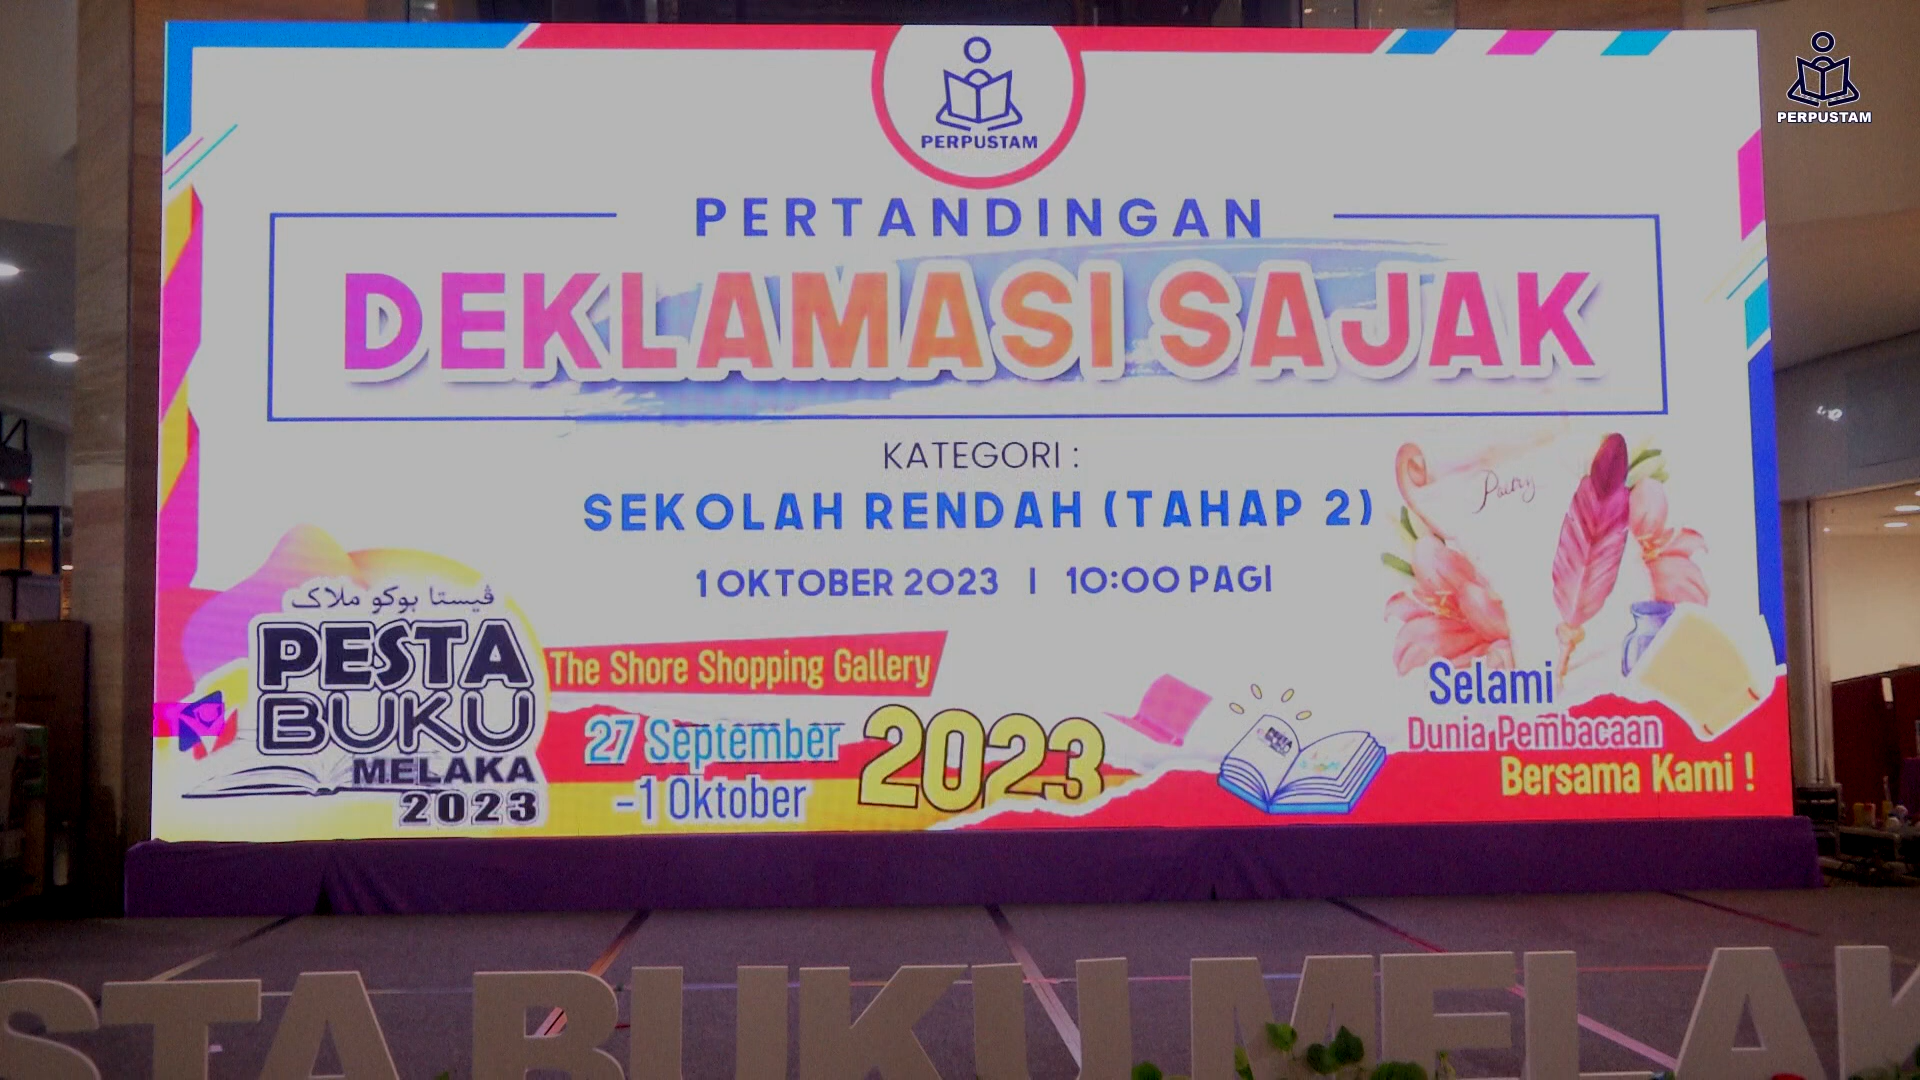 PERPUSTAM
PERPUSTAM
PERTANDINGAN
DEKLAMASI SAJAK
KATEGORI :
SEKOLAH RENDAH (TAHAP 2)
1 OKTOBER 2023 | 10:00 PAGI
Poetry
ڤيستا بوكو ملاک
PESTA
BUKU
MELAKA
2023
The Shore Shopping Gallery
27 September
-1 Oktober
2023
PESTA
Selami
Dunia Pembacaan
Bersama Kami !
STA BUKU MELAK